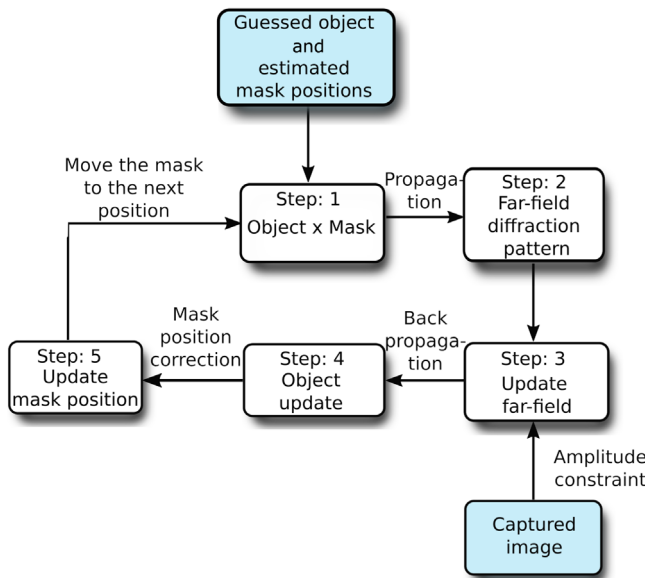 Guessed object
and
estimated
mask positions
Move the mask
to the next
position
Step: 1
Object x Mask
Propaga-
tion
Step: 2
Far-field
diffraction
pattern
Mask
position
correction
Back
propaga-
tion
Step: 5
Update
mask position
Step: 4
Object
update
Step: 3
Update
far-field
Amplitude
constraint
Captured
image